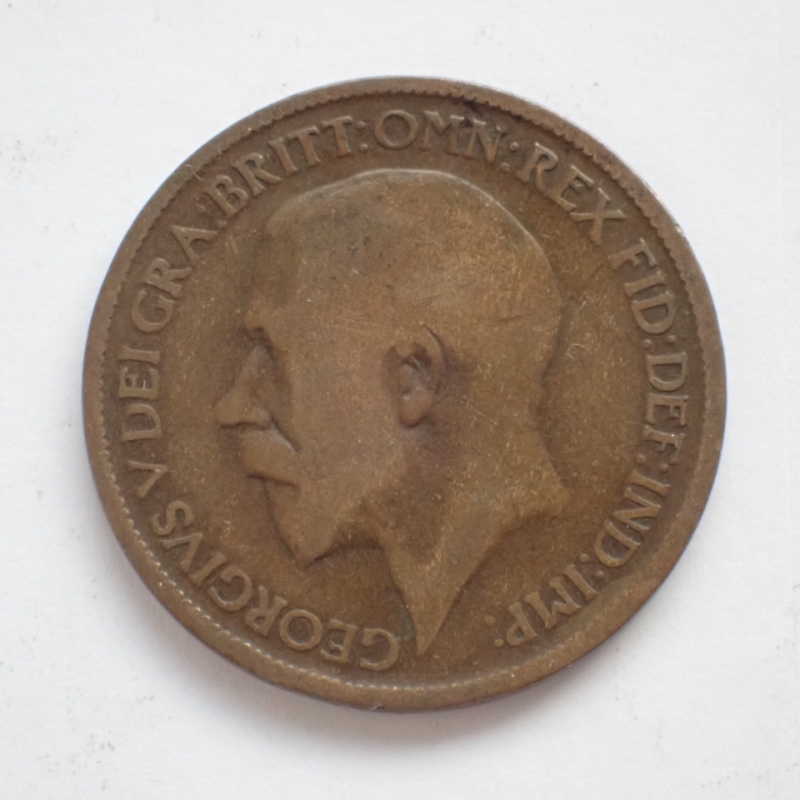 GEORGIVS V DEI GRA: BRITT: OMN: REX FID: DEF: IND: IMP: